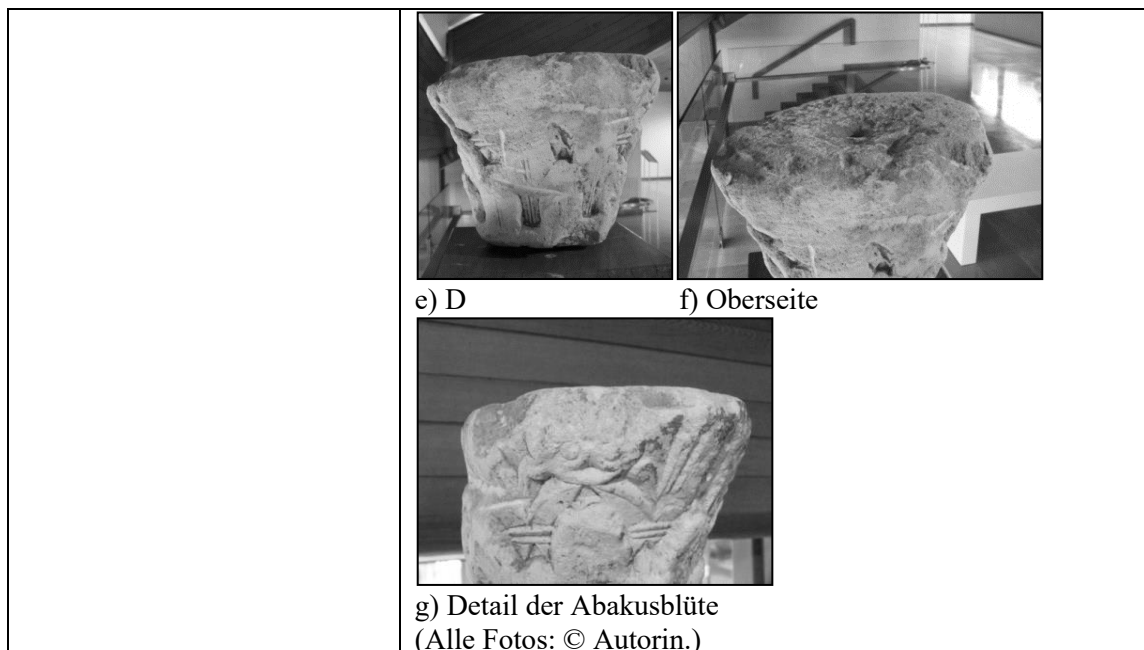 e) D f) Oberseite
g) Detail der Abakusblüte
(Alle Fotos: © Autorin.)